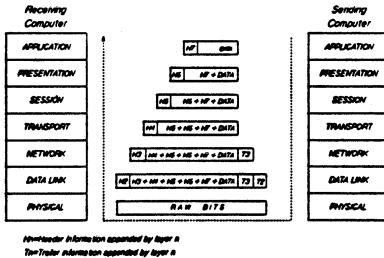 Receiving
Computer
Sending
Computer
APPLICATION
H7 DATA
APPLICATION
PRESENTATION
H6 H7 + DATA
PRESENTATION
SESSION
H5 H6 + H7 + DATA
SESSION
TRANSPORT
H4 H5 + H6 + H7 + DATA
TRANSPORT
NETWORK
H3 H4 + H5 + H6 + H7 + DATA T3
NETWORK
DATA LINK
H2 H3 + H4 + H5 + H6 + H7 + DATA T3 T2
DATA LINK
PHYSICAL
RAW BITS
PHYSICAL
Hn=Header information appended by layer n
Tn=Trailer information appended by layer n